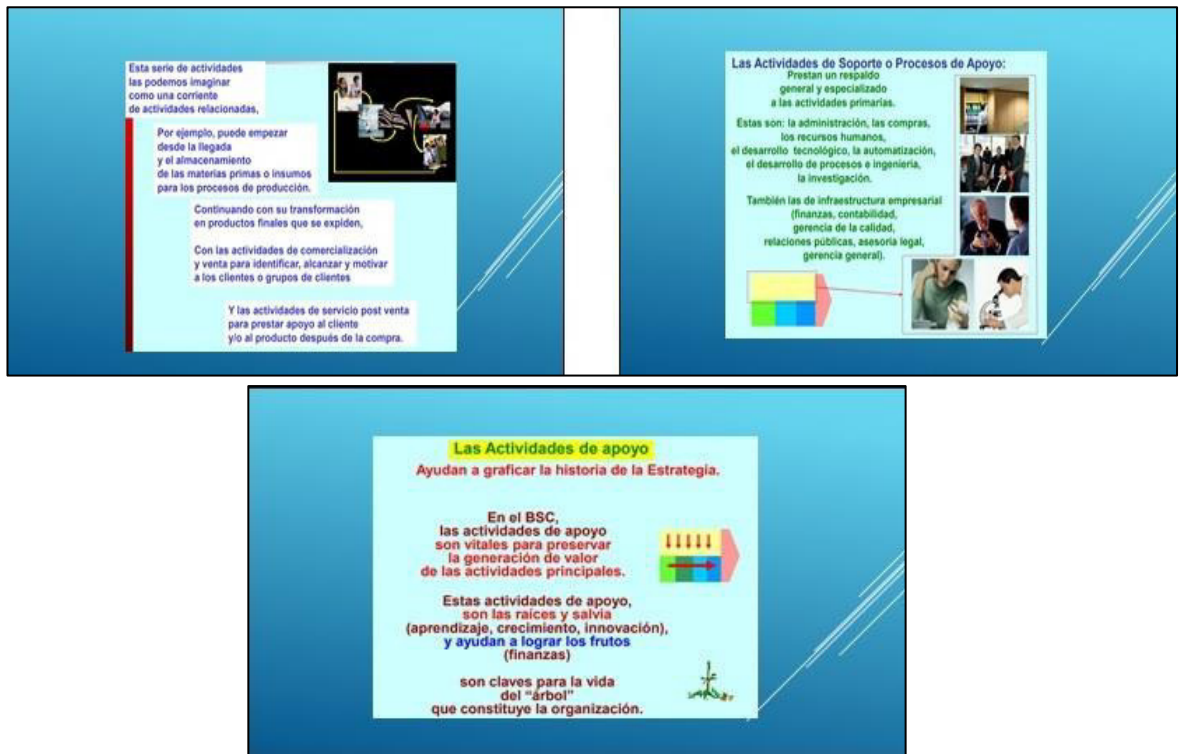 Esta serie de actividades
las podemos imaginar
como una corriente
de actividades relacionadas,
Por ejemplo, puede empezar
desde la llegada
y el almacenamiento
de las materias primas o insumos
para los procesos de producción.
Continuando con su transformación
en productos finales que se expiden,
Con las actividades de comercialización
y venta para identificar, alcanzar y motivar
a los clientes o grupos de clientes
Y las actividades de servicio post venta
para prestar apoyo al cliente
y/o al producto después de la compra.
Las Actividades de Soporte o Procesos de Apoyo:
Prestan un respaldo
general y especializado
a las actividades primarias.
Estas son: la administración, las compras,
los recursos humanos,
el desarrollo tecnológico, la automatización,
el desarrollo de procesos e ingeniería,
la investigación.
También las de infraestructura empresarial
(finanzas, contabilidad,
gerencia de la calidad,
relaciones públicas, asesoría legal,
gerencia general).
Las Actividades de apoyo
Ayudan a graficar la historia de la Estrategia.
En el BSC,
las actividades de apoyo
son vitales para preservar
la generación de valor
de las actividades principales.
Estas actividades de apoyo,
son las raíces y salvia
(aprendizaje, crecimiento, innovación),
y ayudan a lograr los frutos
(finanzas)
son claves para la vida
del "árbol"
que constituye la organización.